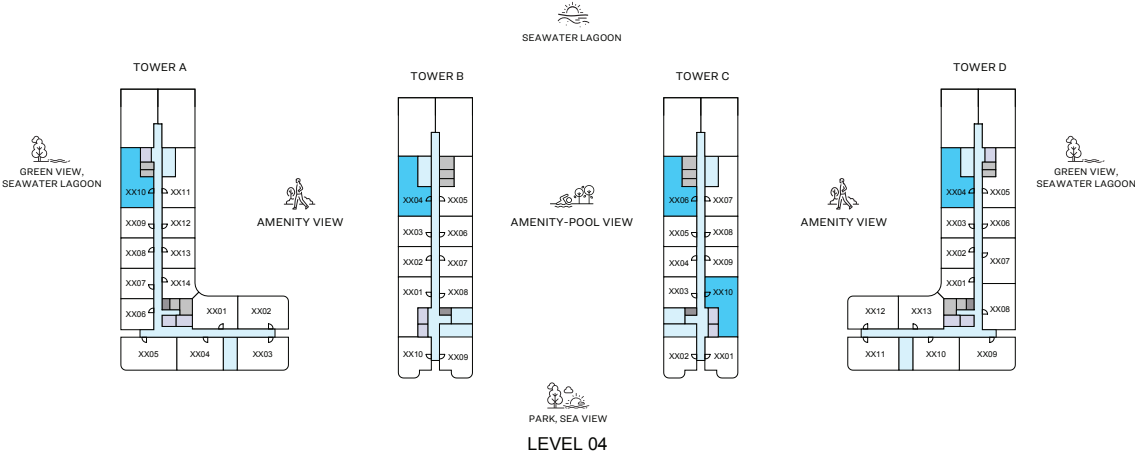 SEAWATER LAGOON
TOWER A
TOWER B
TOWER C
TOWER D
GREEN VIEW,
SEAWATER LAGOON
AMENITY VIEW
AMENITY-POOL VIEW
AMENITY VIEW
GREEN VIEW,
SEAWATER LAGOON
XX10 XX11
XX09 XX12
XX08 XX13
XX07 XX14
XX06 XX01 XX02
XX05 XX04 XX03
XX04 XX05
XX03 XX06
XX02 XX07
XX01 XX08
XX10 XX09
XX06 XX07
XX05 XX08
XX04 XX09
XX03 XX10
XX02 XX01
XX04 XX05
XX03 XX06
XX02 XX07
XX01
XX12 XX13 XX08
XX11 XX10 XX09
PARK, SEA VIEW
LEVEL 04